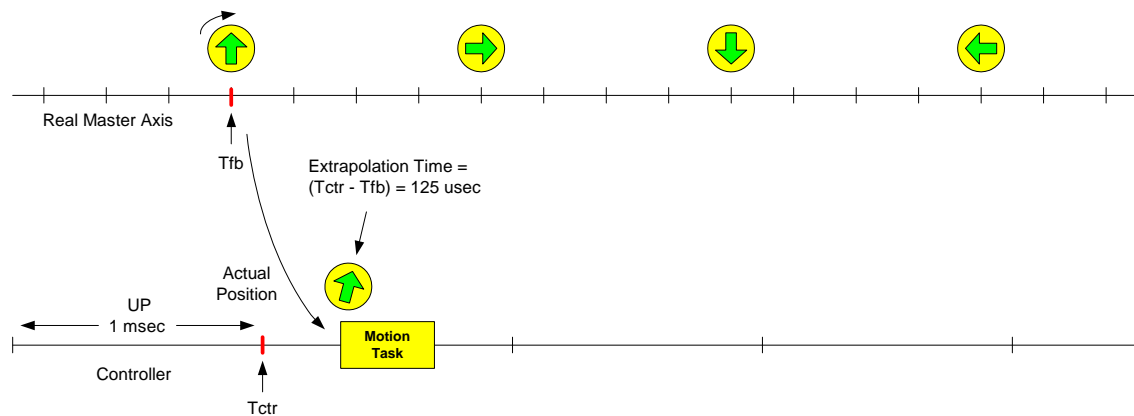 Real Master Axis
Tfb
Extrapolation Time =
(Tctr - Tfb) = 125 usec
Actual
Position
UP
1 msec
Motion
Task
Controller
Tctr